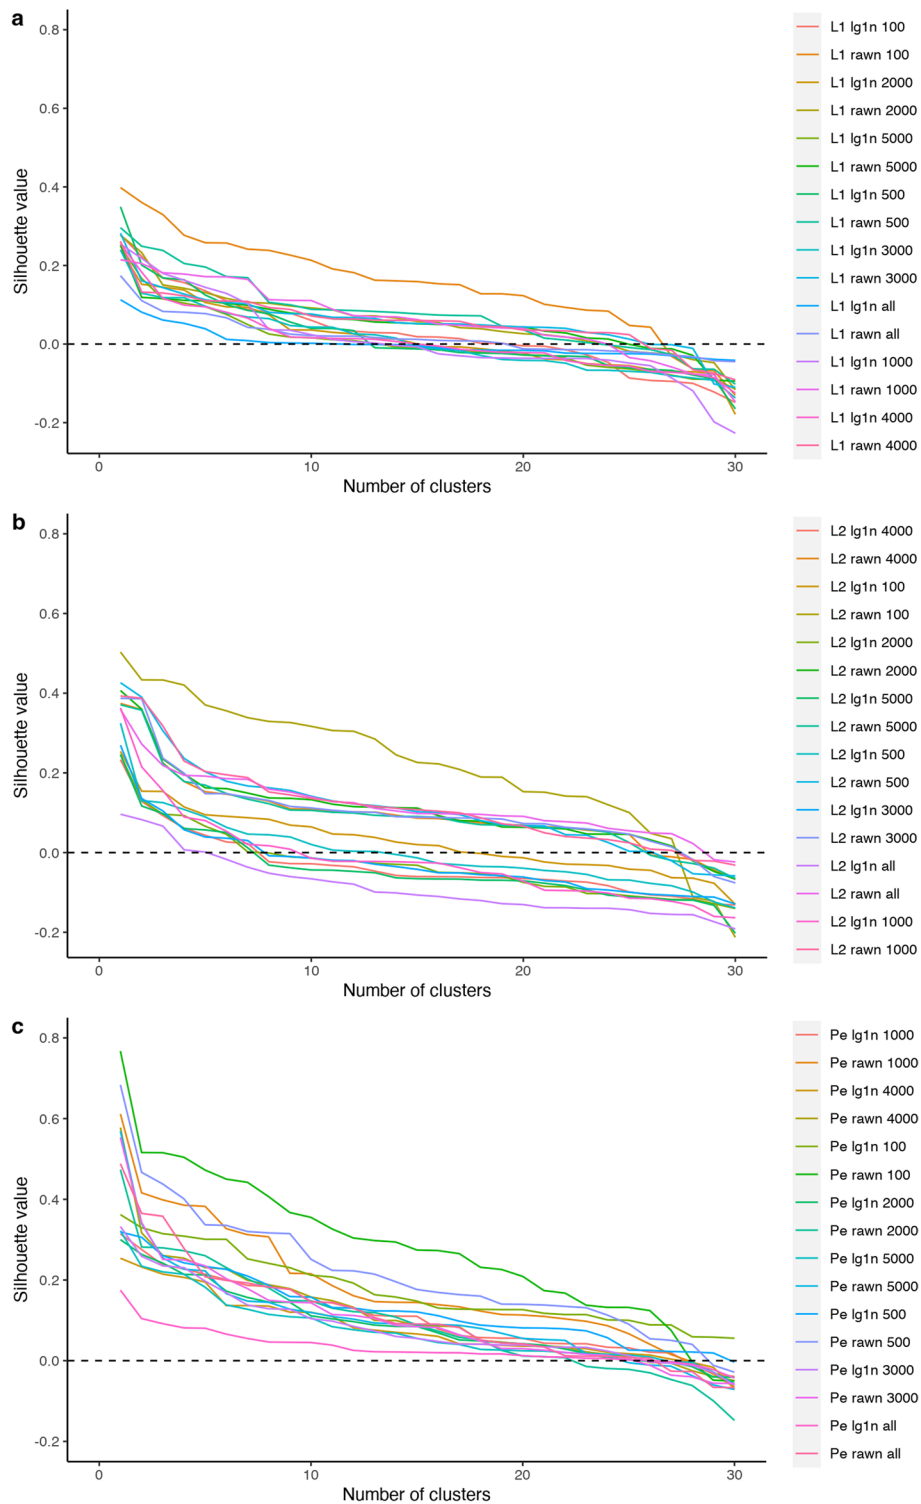 a
0.8
0.6
0.4
0.2
0.0
-0.2
Silhouette value
0
10
20
30
Number of clusters
L1 lg1n 100
L1 rawn 100
L1 lg1n 2000
L1 rawn 2000
L1 lg1n 5000
L1 rawn 5000
L1 lg1n 500
L1 rawn 500
L1 lg1n 3000
L1 rawn 3000
L1 lg1n all
L1 rawn all
L1 lg1n 1000
L1 rawn 1000
L1 lg1n 4000
L1 rawn 4000
b
0.8
0.6
0.4
0.2
0.0
-0.2
Silhouette value
0
10
20
30
Number of clusters
L2 lg1n 4000
L2 rawn 4000
L2 lg1n 100
L2 rawn 100
L2 lg1n 2000
L2 rawn 2000
L2 lg1n 5000
L2 rawn 5000
L2 lg1n 500
L2 rawn 500
L2 lg1n 3000
L2 rawn 3000
L2 lg1n all
L2 rawn all
L2 lg1n 1000
L2 rawn 1000
c
0.8
0.6
0.4
0.2
0.0
-0.2
Silhouette value
0
10
20
30
Number of clusters
Pe lg1n 1000
Pe rawn 1000
Pe lg1n 4000
Pe rawn 4000
Pe lg1n 100
Pe rawn 100
Pe lg1n 2000
Pe rawn 2000
Pe lg1n 5000
Pe rawn 5000
Pe lg1n 500
Pe rawn 500
Pe lg1n 3000
Pe rawn 3000
Pe lg1n all
Pe rawn all